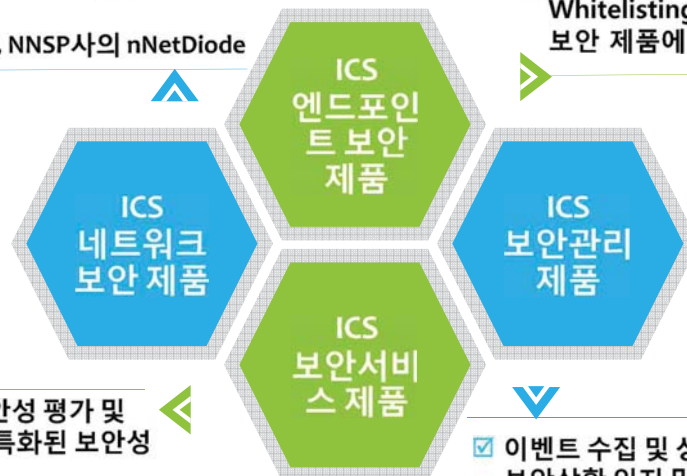 Whitelisting
, NNSP사의 nNetDiode
보안 제품에
ICS
엔드포인
트 보안
제품
ICS
네트워크
보안 제품
ICS
보안관리
제품
ICS
보안서비
스 제품
안성 평가 및
특화된 보안성
☑ 이벤트 수집 및